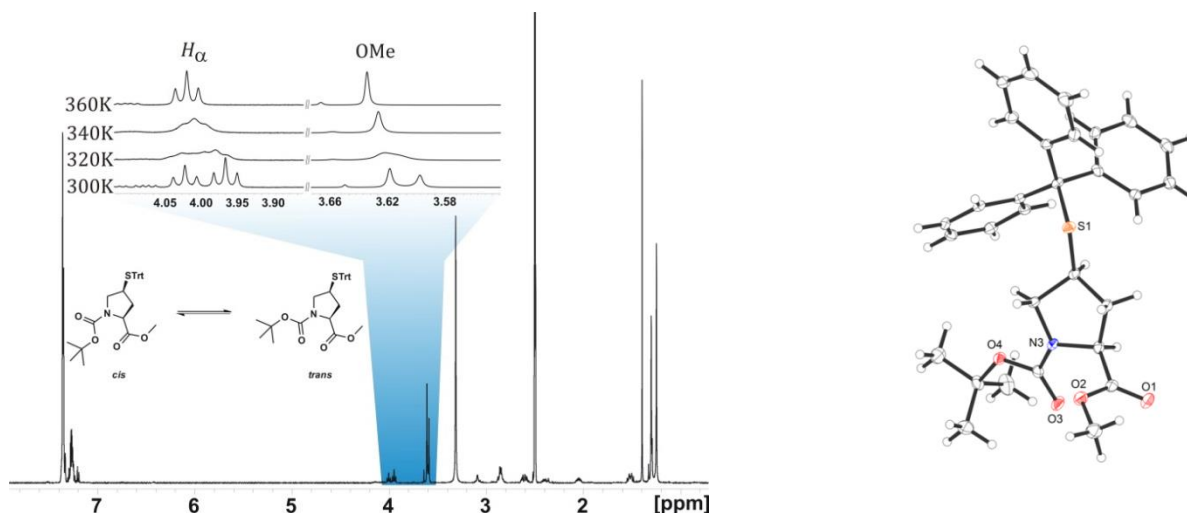 Hα OMe
360K
340K
320K
300K
4.05 4.00 3.95 3.90 3.66 3.62 3.58
STrt STrt
O N O N
O O O O
O O
cis trans
7 6 5 4 3 2 [ppm]
S1
N3
O4
O2 O1
O3